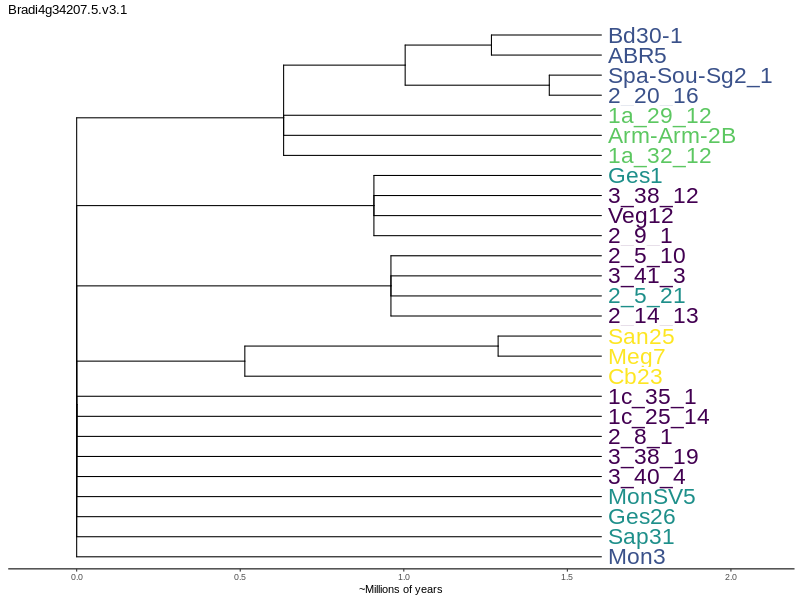 Bradi4g34207.5.v3.1
Bd30-1
ABR5
Spa-Sou-Sg2_1
2_20_16
1a_29_12
Arm-Arm-2B
1a_32_12
Ges1
3_38_12
Veg12
2_9_1
2_5_10
3_41_3
2_5_21
2_14_13
San25
Meg7
Cb23
1c_35_1
1c_25_14
2_8_1
3_38_19
3_40_4
MonSV5
Ges26
Sap31
Mon3
0.0 0.5 1.0 1.5 2.0
~Millions of years